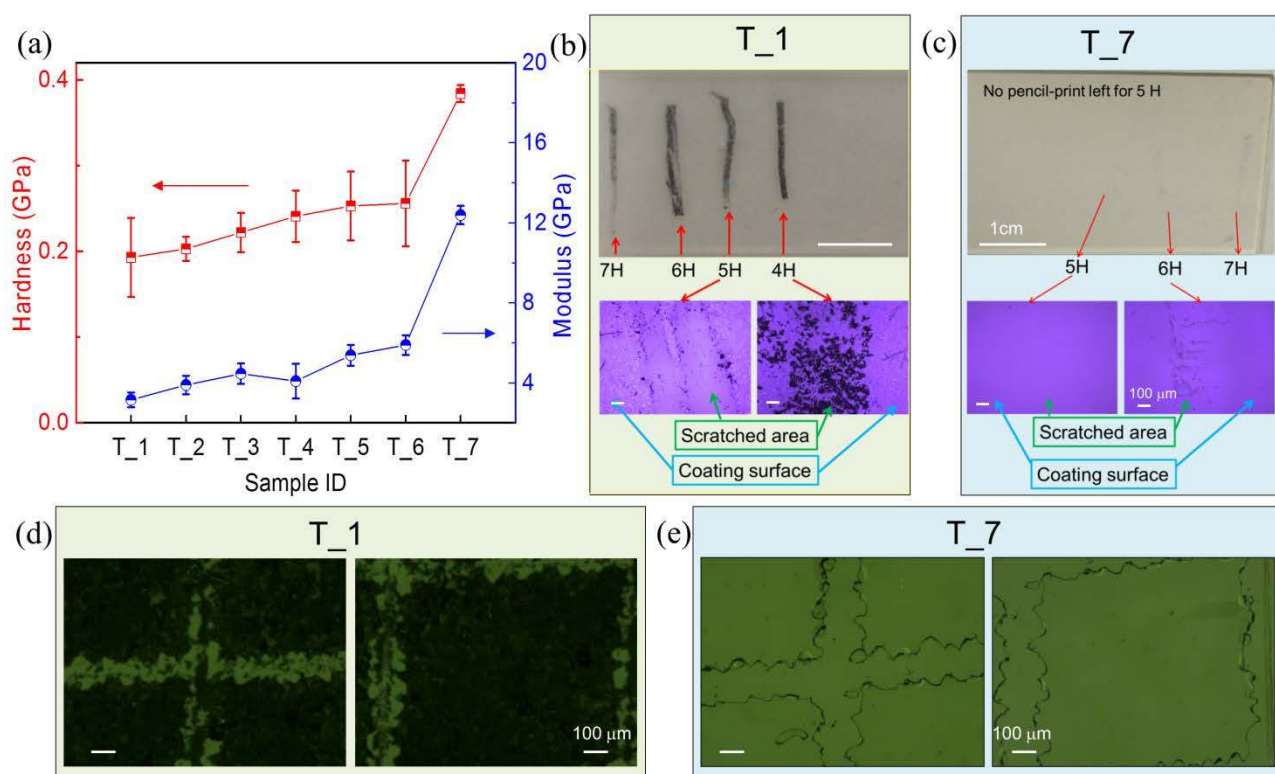 (a)
Hardness (GPa)
0.4
0.2
0.0
20
16
12
8
4
Modulus (GPa)
T_1
T_2
T_3
T_4
T_5
T_6
T_7
Sample ID
(b)
T_1
7H
6H
5H
4H
Scratched area
Coating surface
(c)
T_7
No pencil-print left for 5 H
1cm
5H
6H
7H
100 μm
Scratched area
Coating surface
(d)
T_1
100 μm
(e)
T_7
100 μm